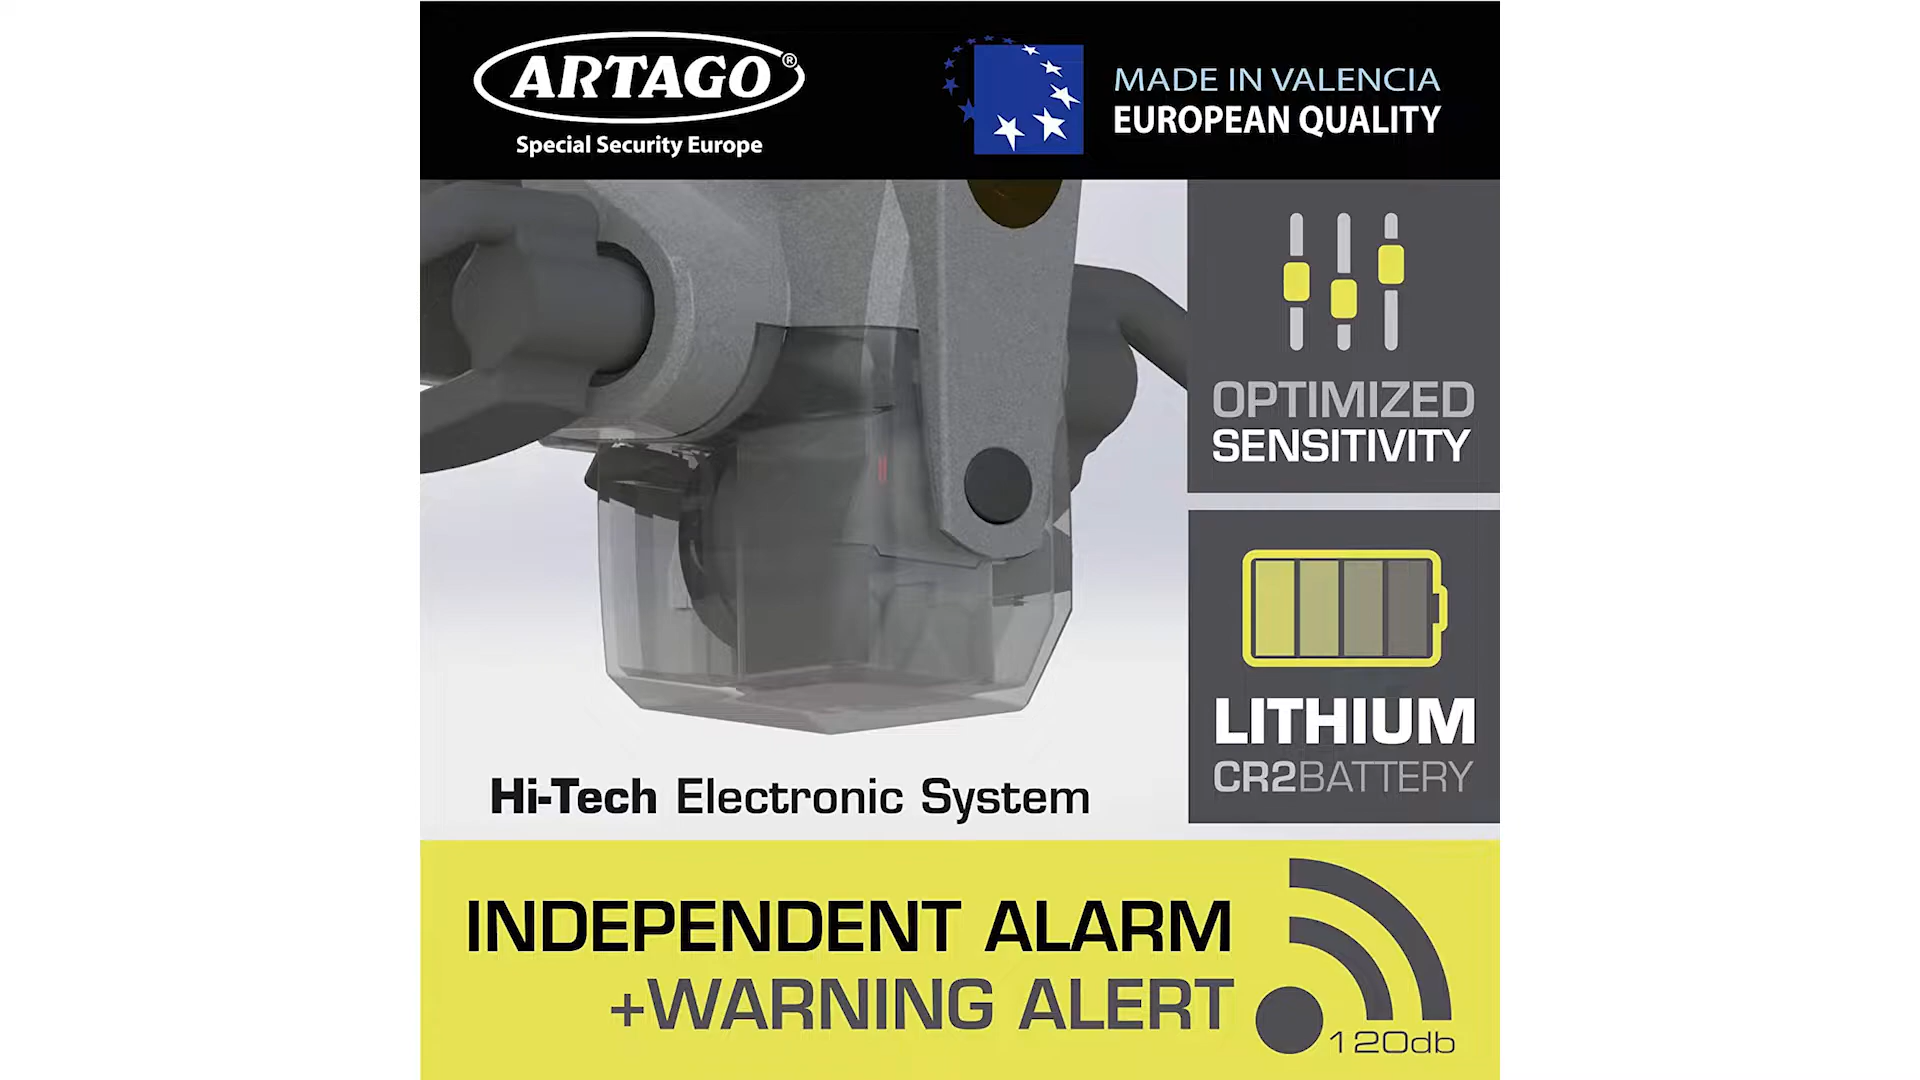 ARTAGO®
Special Security Europe
MADE IN VALENCIA
EUROPEAN QUALITY
OPTIMIZED
SENSITIVITY
LITHIUM
CR2BATTERY
Hi-Tech Electronic System
INDEPENDENT ALARM
+WARNING ALERT
120db